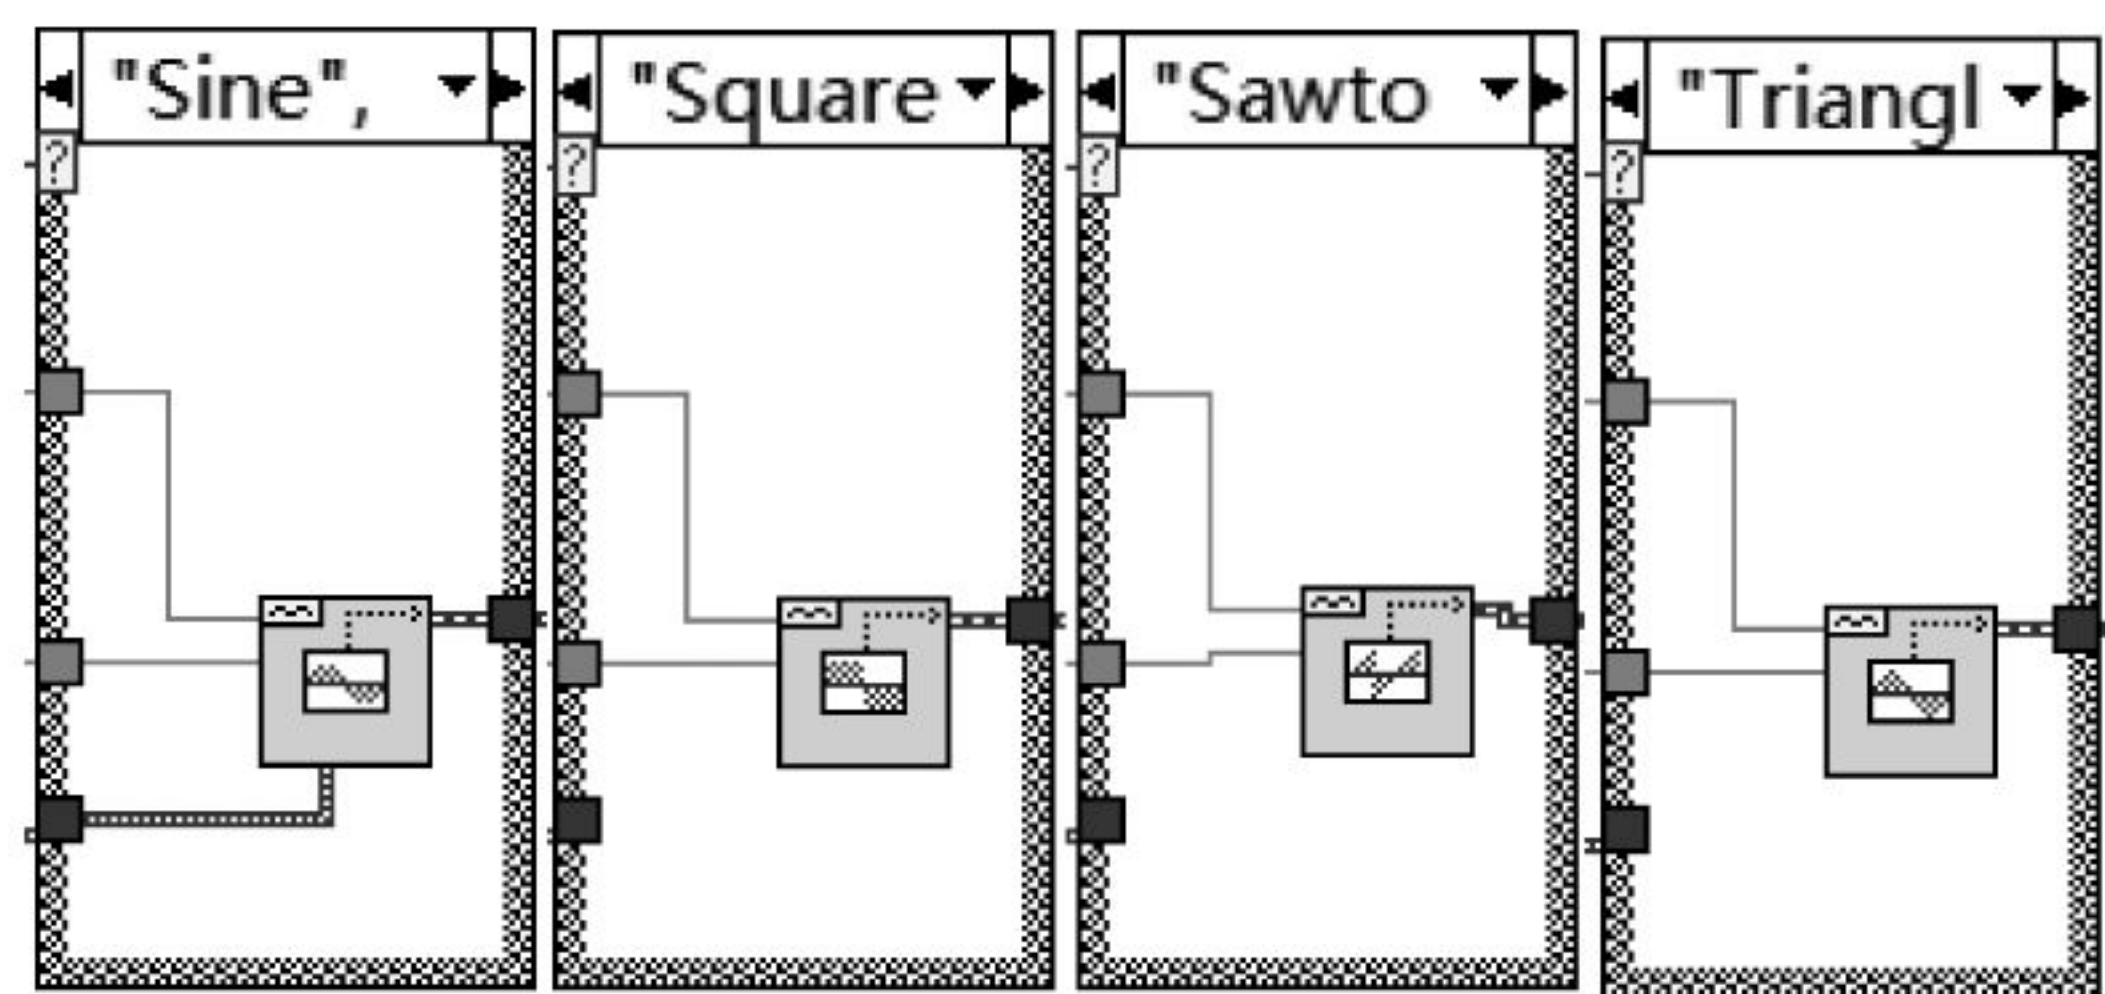 "Sine",
"Square
"Sawto
"Triangl
?
?
?
?